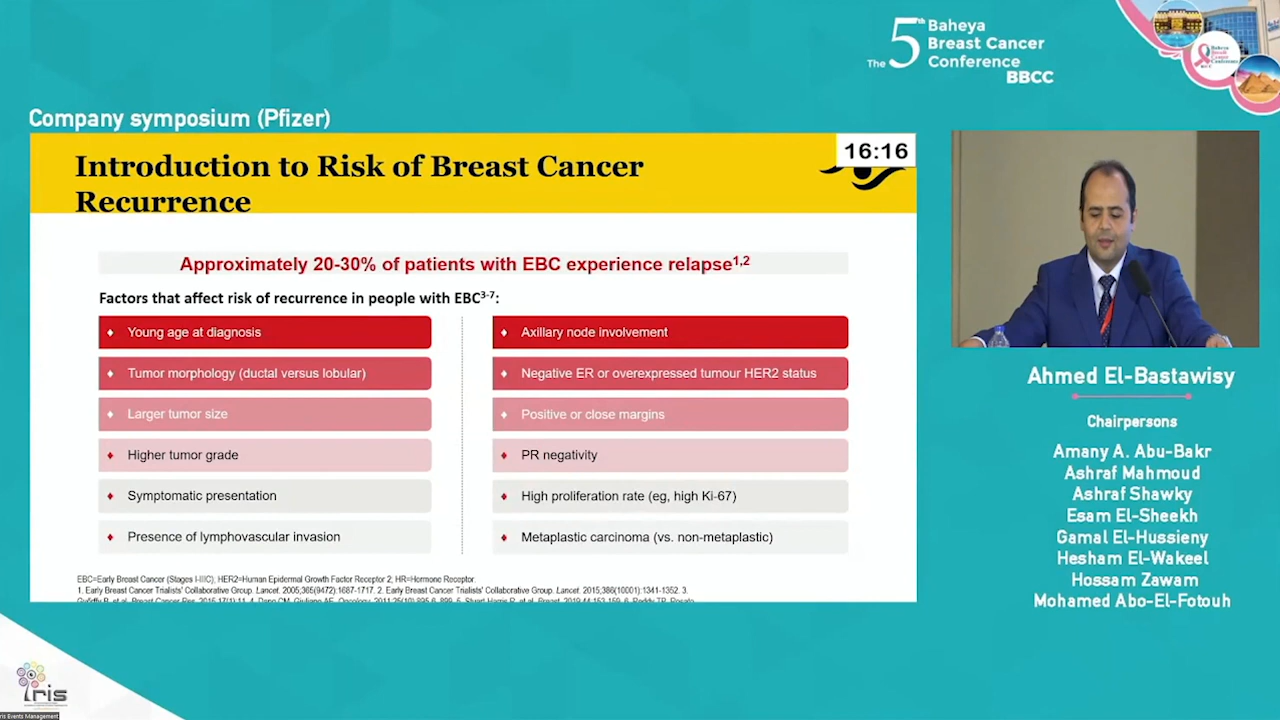 The 5th Baheya
Breast Cancer
Conference
BBCC
Company symposium (Pfizer)
Introduction to Risk of Breast Cancer
Recurrence
16:16
Approximately 20-30% of patients with EBC experience relapse1,2
Factors that affect risk of recurrence in people with EBC3-7:
♦ Young age at diagnosis
♦ Tumor morphology (ductal versus lobular)
♦ Larger tumor size
♦ Higher tumor grade
♦ Symptomatic presentation
♦ Presence of lymphovascular invasion
♦ Axillary node involvement
♦ Negative ER or overexpressed tumour HER2 status
♦ Positive or close margins
♦ PR negativity
♦ High proliferation rate (eg, high Ki-67)
♦ Metaplastic carcinoma (vs. non-metaplastic)
EBC=Early Breast Cancer (Stages I-IIIC); HER2=Human Epidermal Growth Factor Receptor 2; HR=Hormone Receptor
1. Early Breast Cancer Trialists' Collaborative Group. Lancet. 2005;365(9472):1687-1717. 2. Early Breast Cancer Trialists' Collaborative Group. Lancet. 2015;386(10001):1341-1352. 3.
Ahmed El-Bastawisy
Chairpersons
Amany A. Abu-Bakr
Ashraf Mahmoud
Ashraf Shawky
Esam El-Sheekh
Gamal El-Hussieny
Hesham El-Wakeel
Hossam Zawam
Mohamed Abo-El-Fotouh
Iris
Iris Events Management